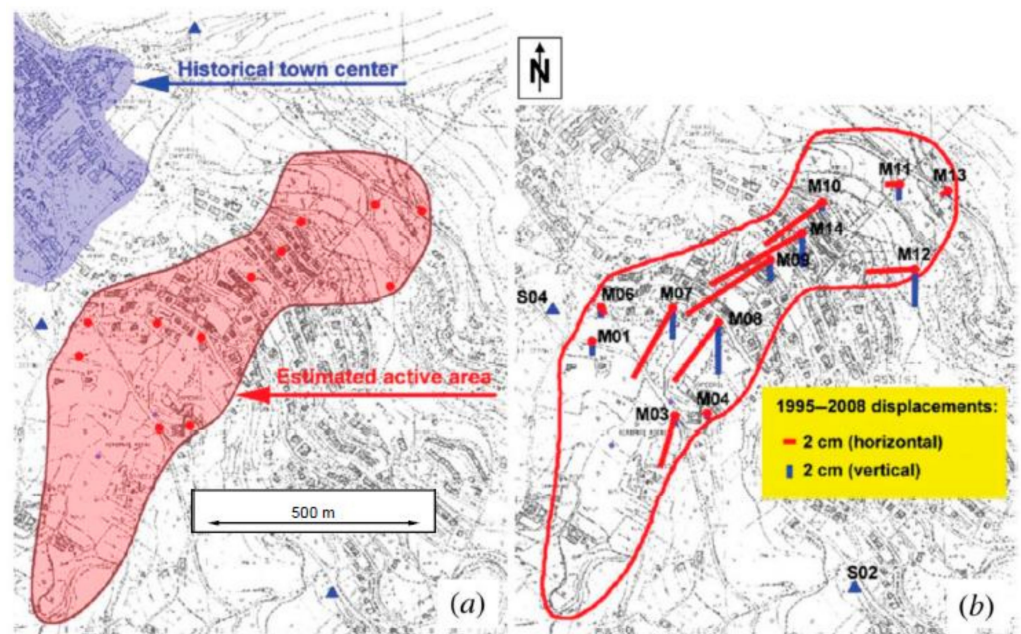 Historical town center
Estimated active area
500 m
(a)
N
M11
M13
M10
M14
M12
M09
M06
M07
S04
M08
M01
M04
M03
1995–2008 displacements:
2 cm (horizontal)
2 cm (vertical)
S02
(b)